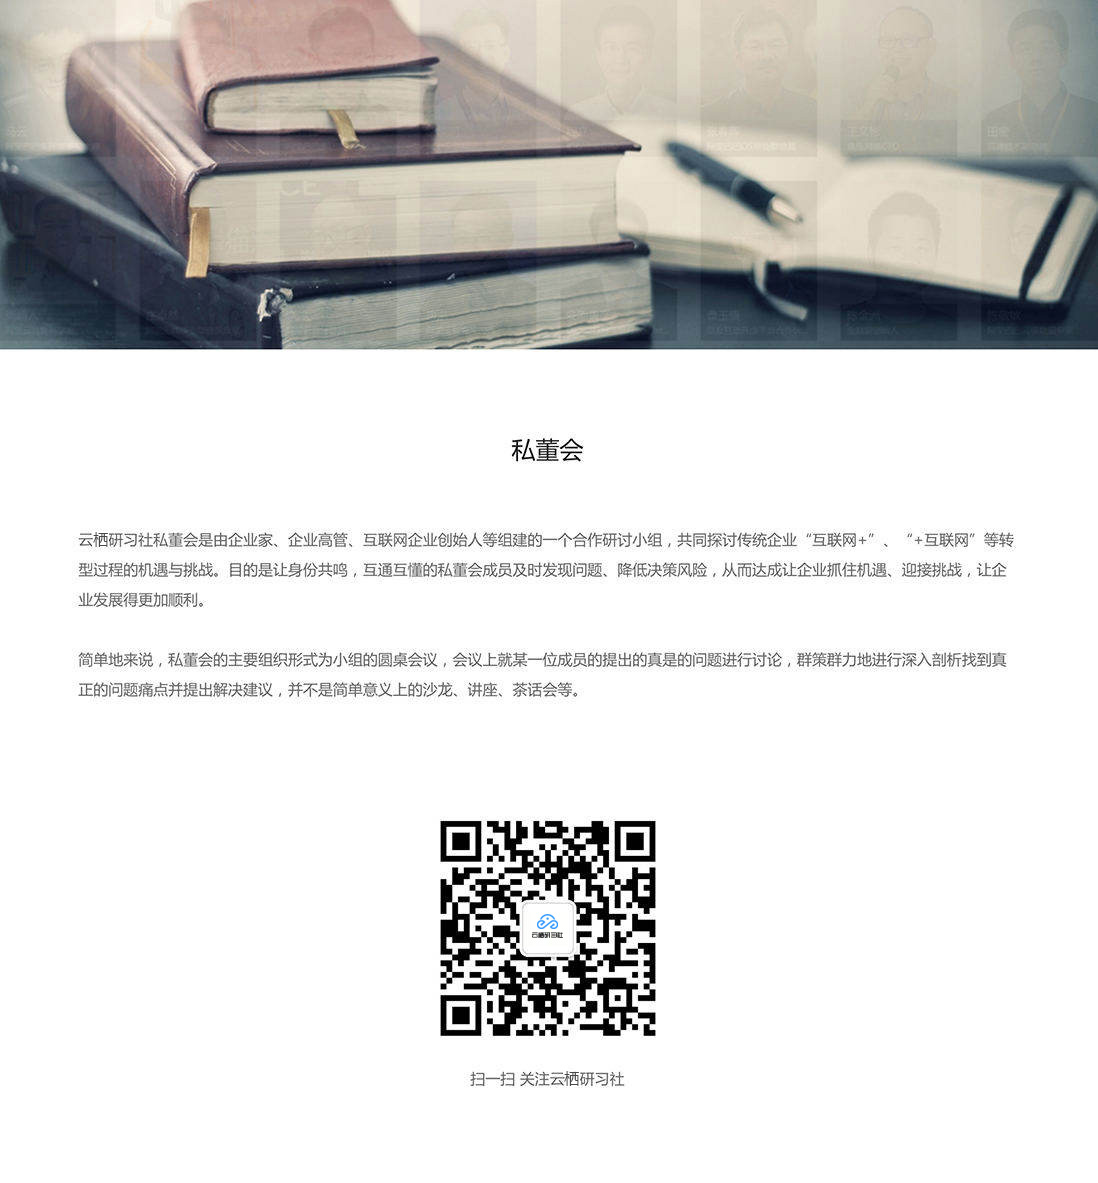 王文彬
田宏
私董会
云栖研习社私董会是由企业家、企业高管、互联网企业创始人等组建的一个合作研讨小组，共同探讨传统企业“互联网+”、“+互联网”等转
型过程的机遇与挑战。目的是让身份共鸣，互通互懂的私董会成员及时发现问题、降低决策风险，从而达成让企业抓住机遇、迎接挑战，让企
业发展得更加顺利。
简单地来说，私董会的主要组织形式为小组的圆桌会议，会议上就某一位成员的提出的真是的问题进行讨论，群策群力地进行深入剖析找到真
正的问题痛点并提出解决建议，并不是简单意义上的沙龙、讲座、茶话会等。
云栖研习社
扫一扫 关注云栖研习社